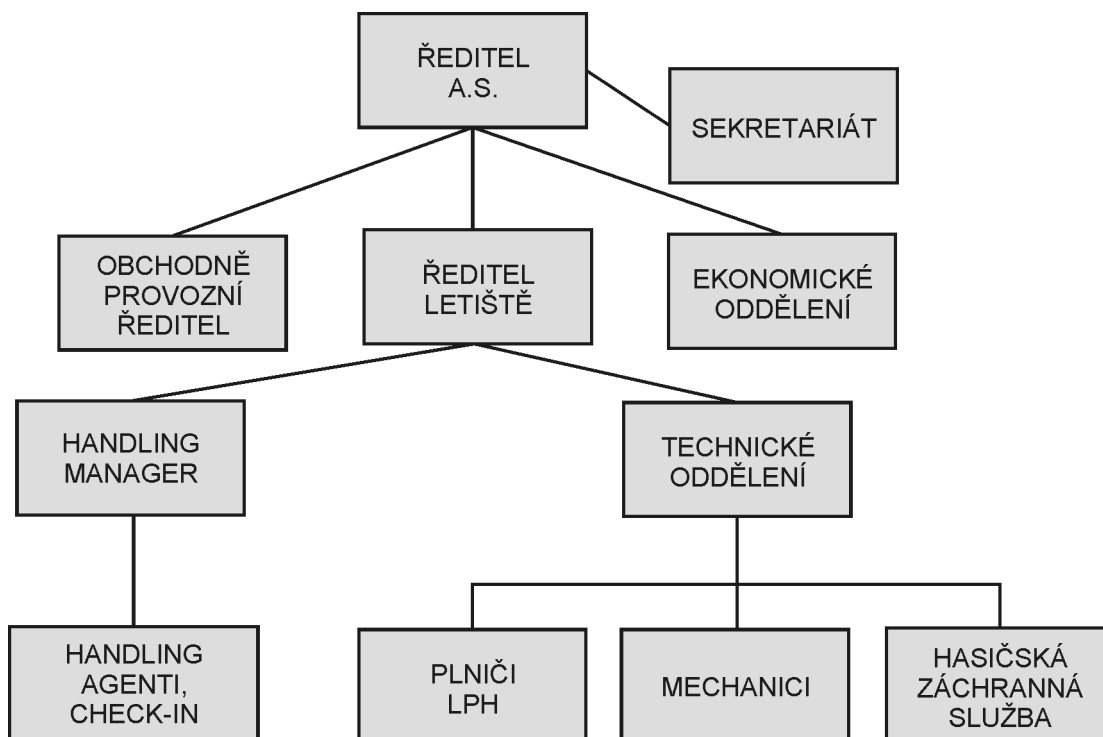 ŘEDITEL
A.S.
SEKRETARIÁT
OBCHODNĚ
PROVOZNÍ
ŘEDITEL
ŘEDITEL
LETIŠTĚ
EKONOMICKÉ
ODDĚLENÍ
HANDLING
MANAGER
TECHNICKÉ
ODDĚLENÍ
HANDLING
AGENTI,
CHECK-IN
PLNIČI
LPH
MECHANICI
HASIČSKÁ
ZÁCHRANNÁ
SLUŽBA